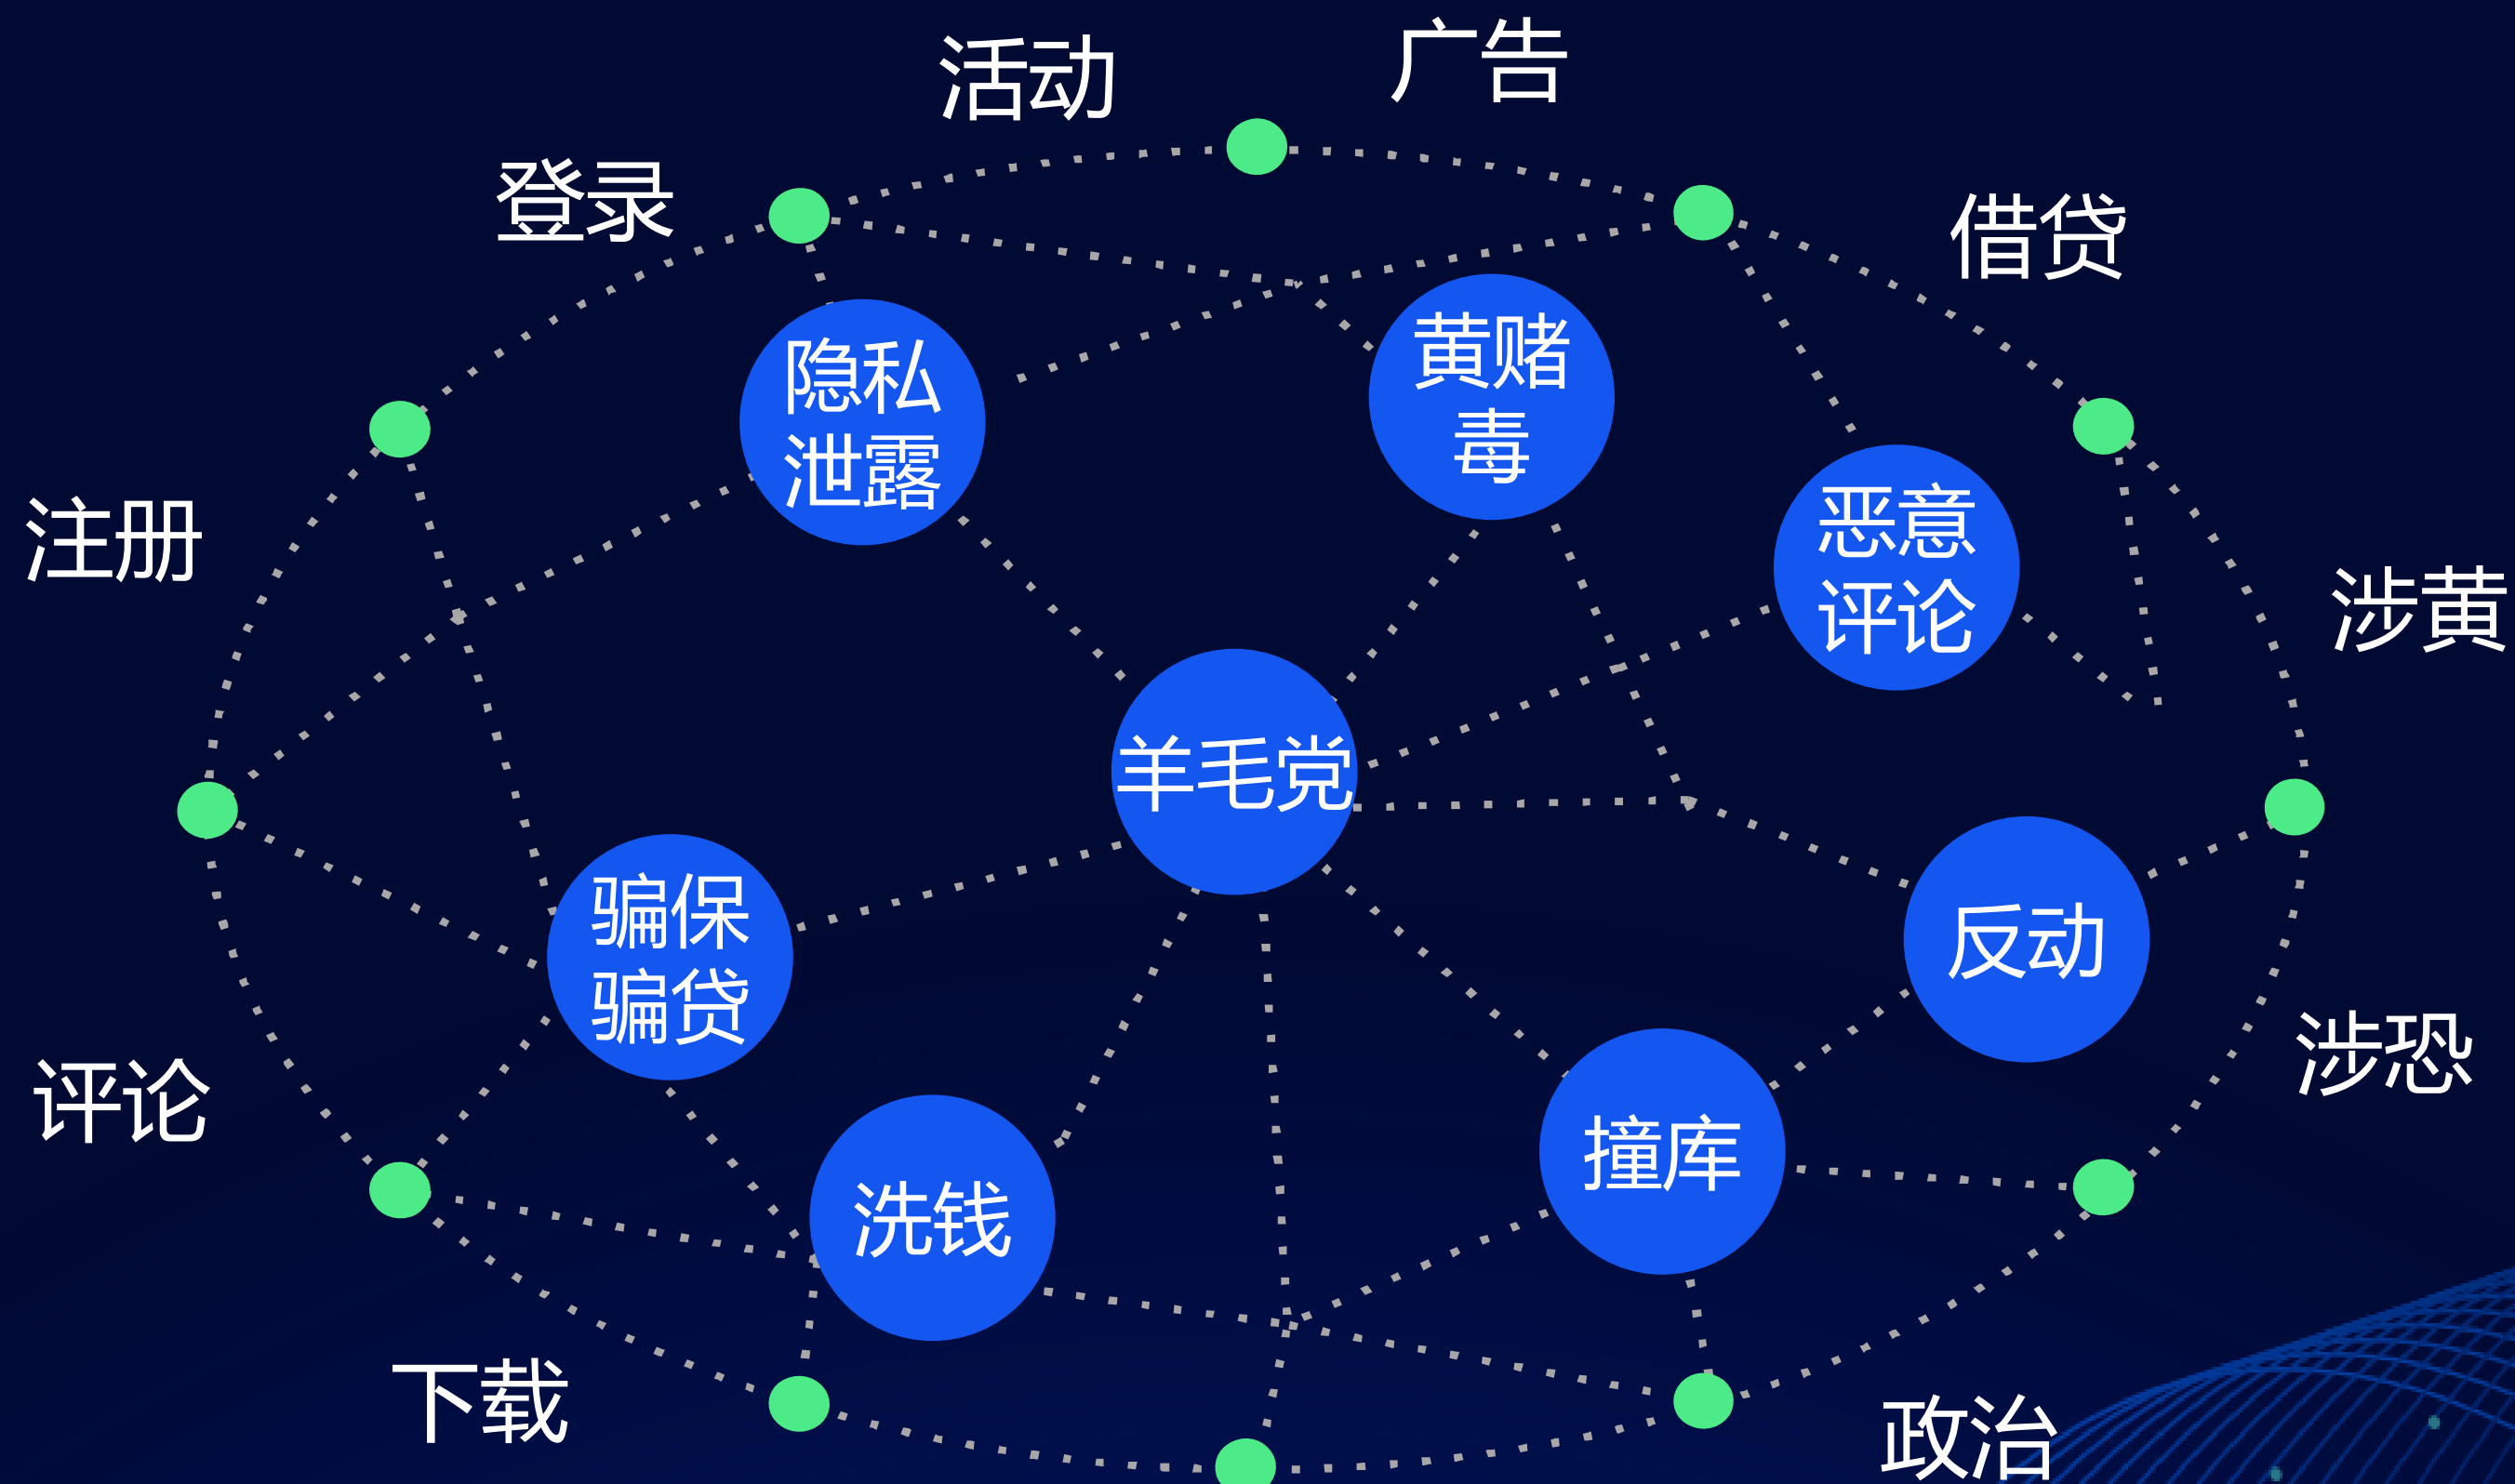 活动
广告
登录
借贷
隐私
泄露
黄赌
毒
恶意
评论
注册
涉黄
羊毛党
骗保
骗贷
反动
涉恐
评论
撞库
洗钱
下载
政治